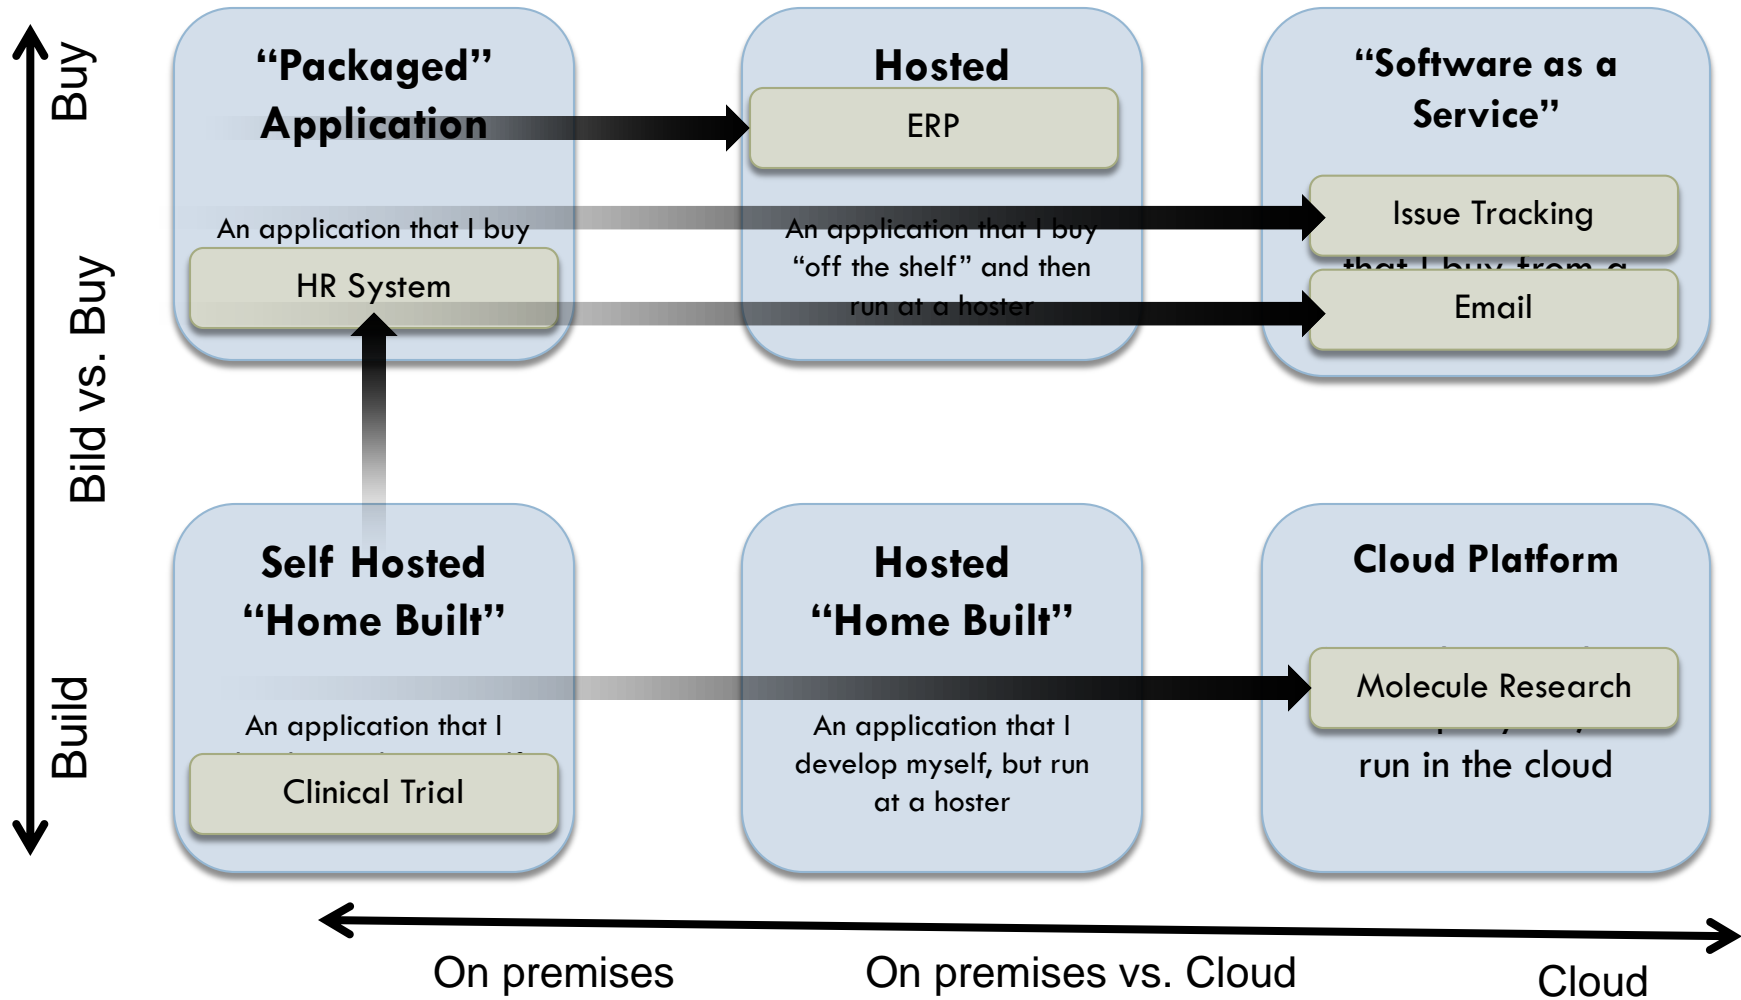 Buy
Bild vs. Buy
Build
“Packaged”
Application
An application that I buy
HR System
Hosted
ERP
An application that I buy
“off the shelf” and then
run at a hoster
“Software as a
Service”
Issue Tracking
that I buy from a
Email
Self Hosted
“Home Built”
An application that I
Clinical Trial
Hosted
“Home Built”
An application that I
develop myself, but run
at a hoster
Cloud Platform
Molecule Research
run in the cloud
On premises
On premises vs. Cloud
Cloud